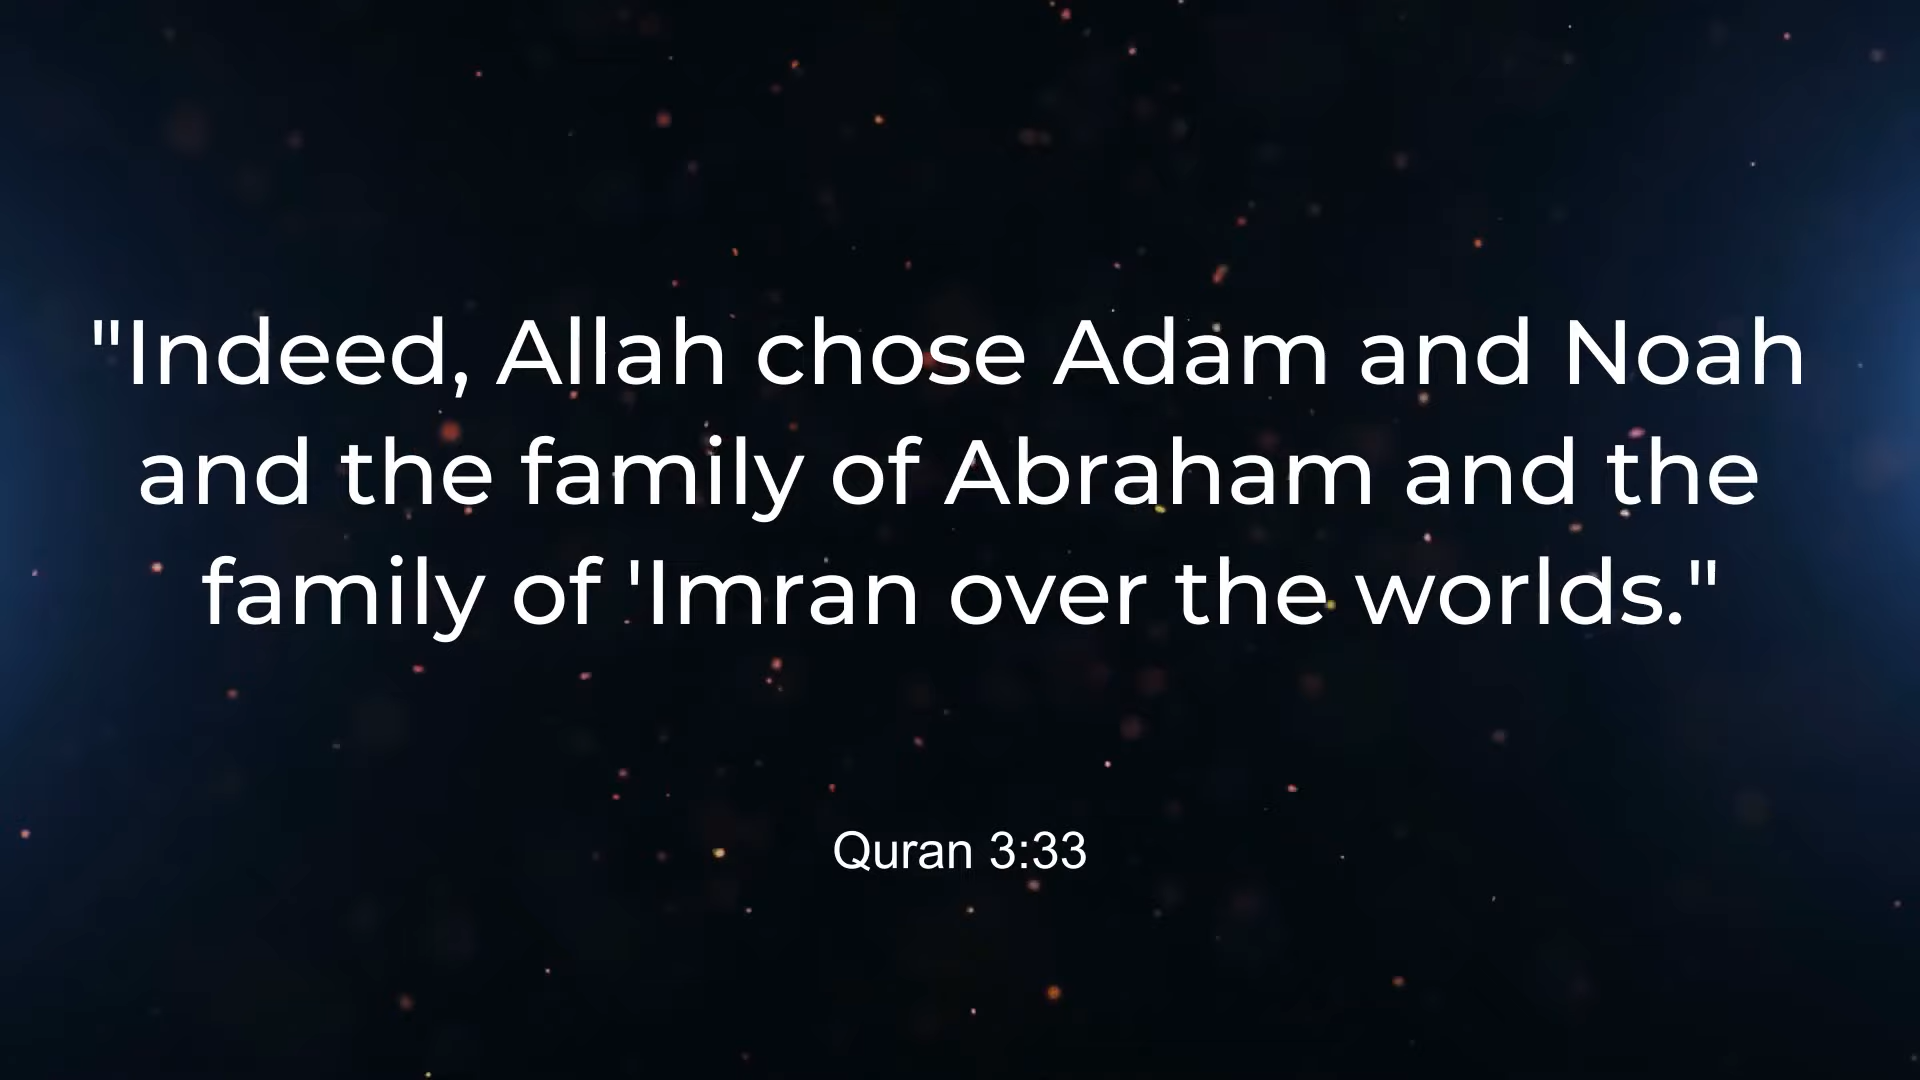 "Indeed, Allah chose Adam and Noah
and the family of Abraham and the
family of 'Imran over the worlds."
Quran 3:33